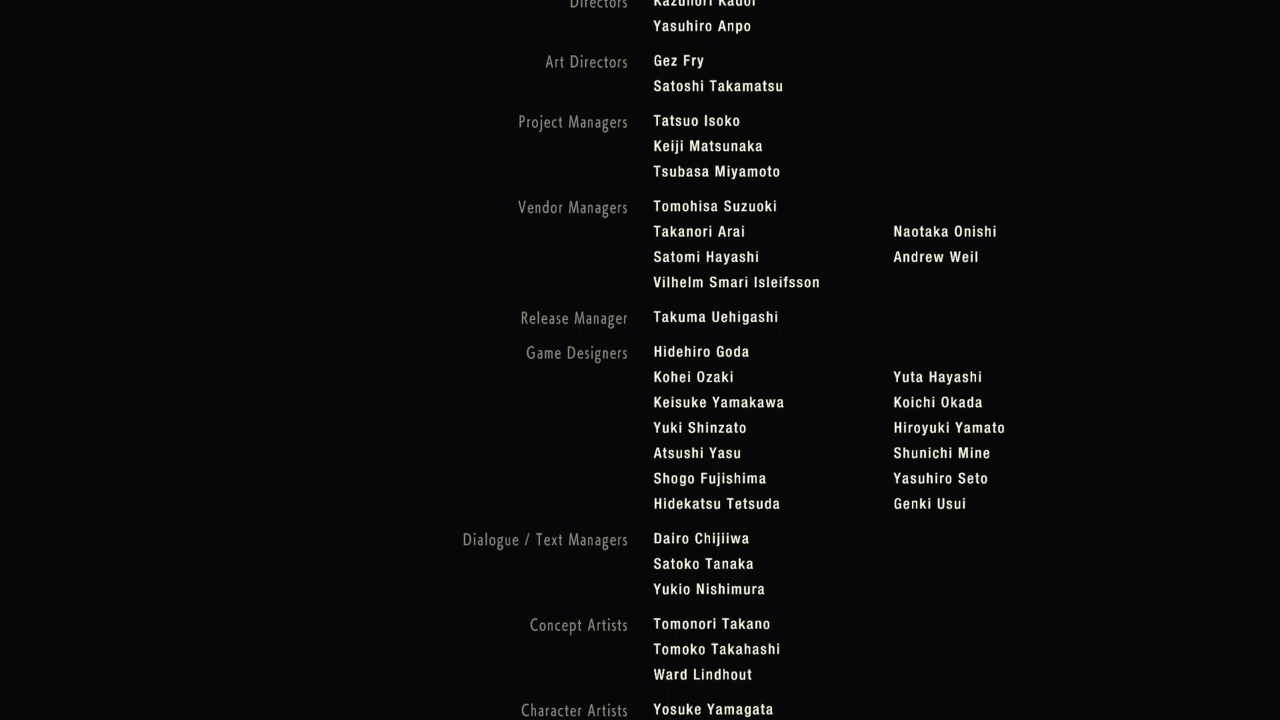 Directors Kazunori Kadoi
Yasuhiro Anpo
Art Directors Gez Fry
Satoshi Takamatsu
Project Managers Tatsuo Isoko
Keiji Matsunaka
Tsubasa Miyamoto
Vendor Managers Tomohisa Suzuoki
Takanori Arai Naotaka Onishi
Satomi Hayashi Andrew Weil
Vilhelm Smari Isleifsson
Release Manager Takuma Uehigashi
Game Designers Hidehiro Goda
Kohei Ozaki Yuta Hayashi
Keisuke Yamakawa Koichi Okada
Yuki Shinzato Hiroyuki Yamato
Atsushi Yasu Shunichi Mine
Shogo Fujishima Yasuhiro Seto
Hidekatsu Tetsuda Genki Usui
Dialogue / Text Managers Dairo Chijiiwa
Satoko Tanaka
Yukio Nishimura
Concept Artists Tomonori Takano
Tomoko Takahashi
Ward Lindhout
Character Artists Yosuke Yamagata